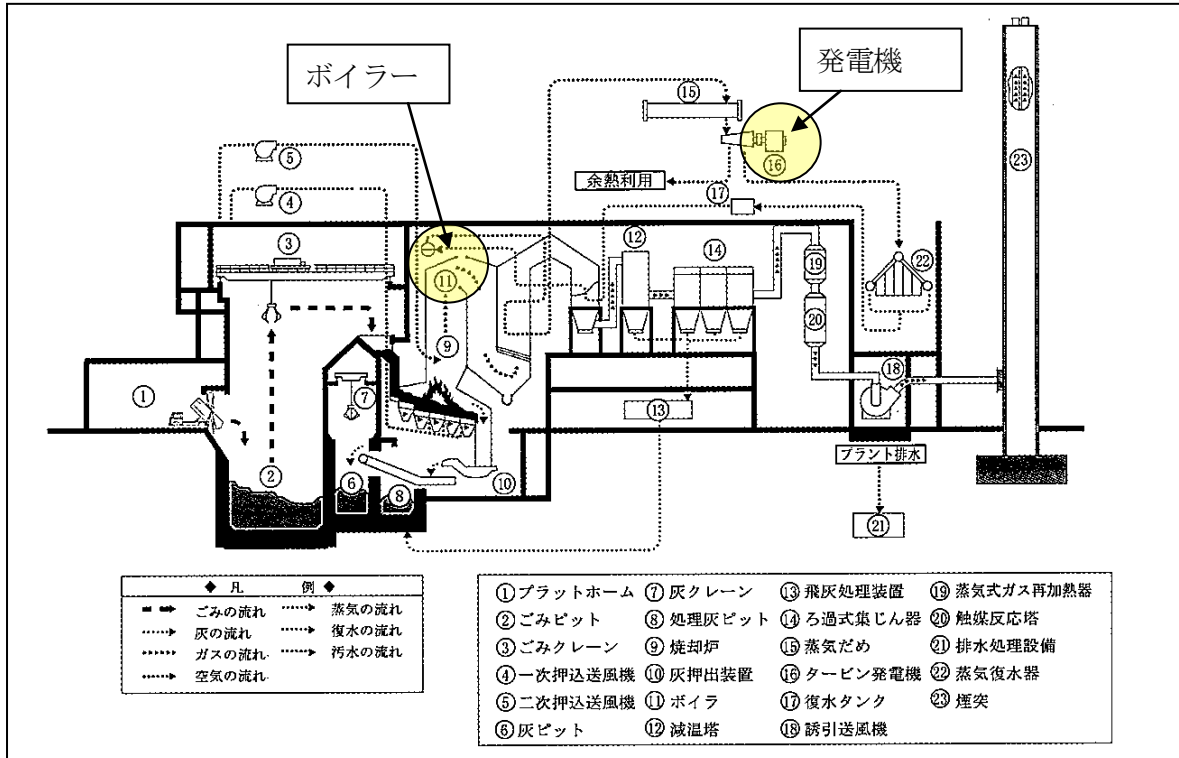 ボイラー
発電機
⑮
⑯
⑤
④
余熱利用
⑰
㉓
③
⑪
⑫
⑭
⑲
㉒
⑳
⑨
①
⑦
⑱
⑬
プラント排水
②
⑥
⑧
⑩
㉑
◆ 凡 例 ◆
ごみの流れ 蒸気の流れ
灰の流れ 復水の流れ
ガスの流れ 汚水の流れ
空気の流れ
①プラットホーム ⑦灰クレーン ⑬飛灰処理装置 ⑲蒸気式ガス再加熱器
②ごみピット ⑧処理灰ピット ⑭ろ過式集じん器 ⑳触媒反応塔
③ごみクレーン ⑨焼却炉 ⑮蒸気だめ ㉑排水処理設備
④一次押込送風機 ⑩灰押出装置 ⑯タービン発電機 ㉒蒸気復水器
⑤二次押込送風機 ⑪ボイラ ⑰復水タンク ㉓煙突
⑥灰ピット ⑫減温塔 ⑱誘引送風機